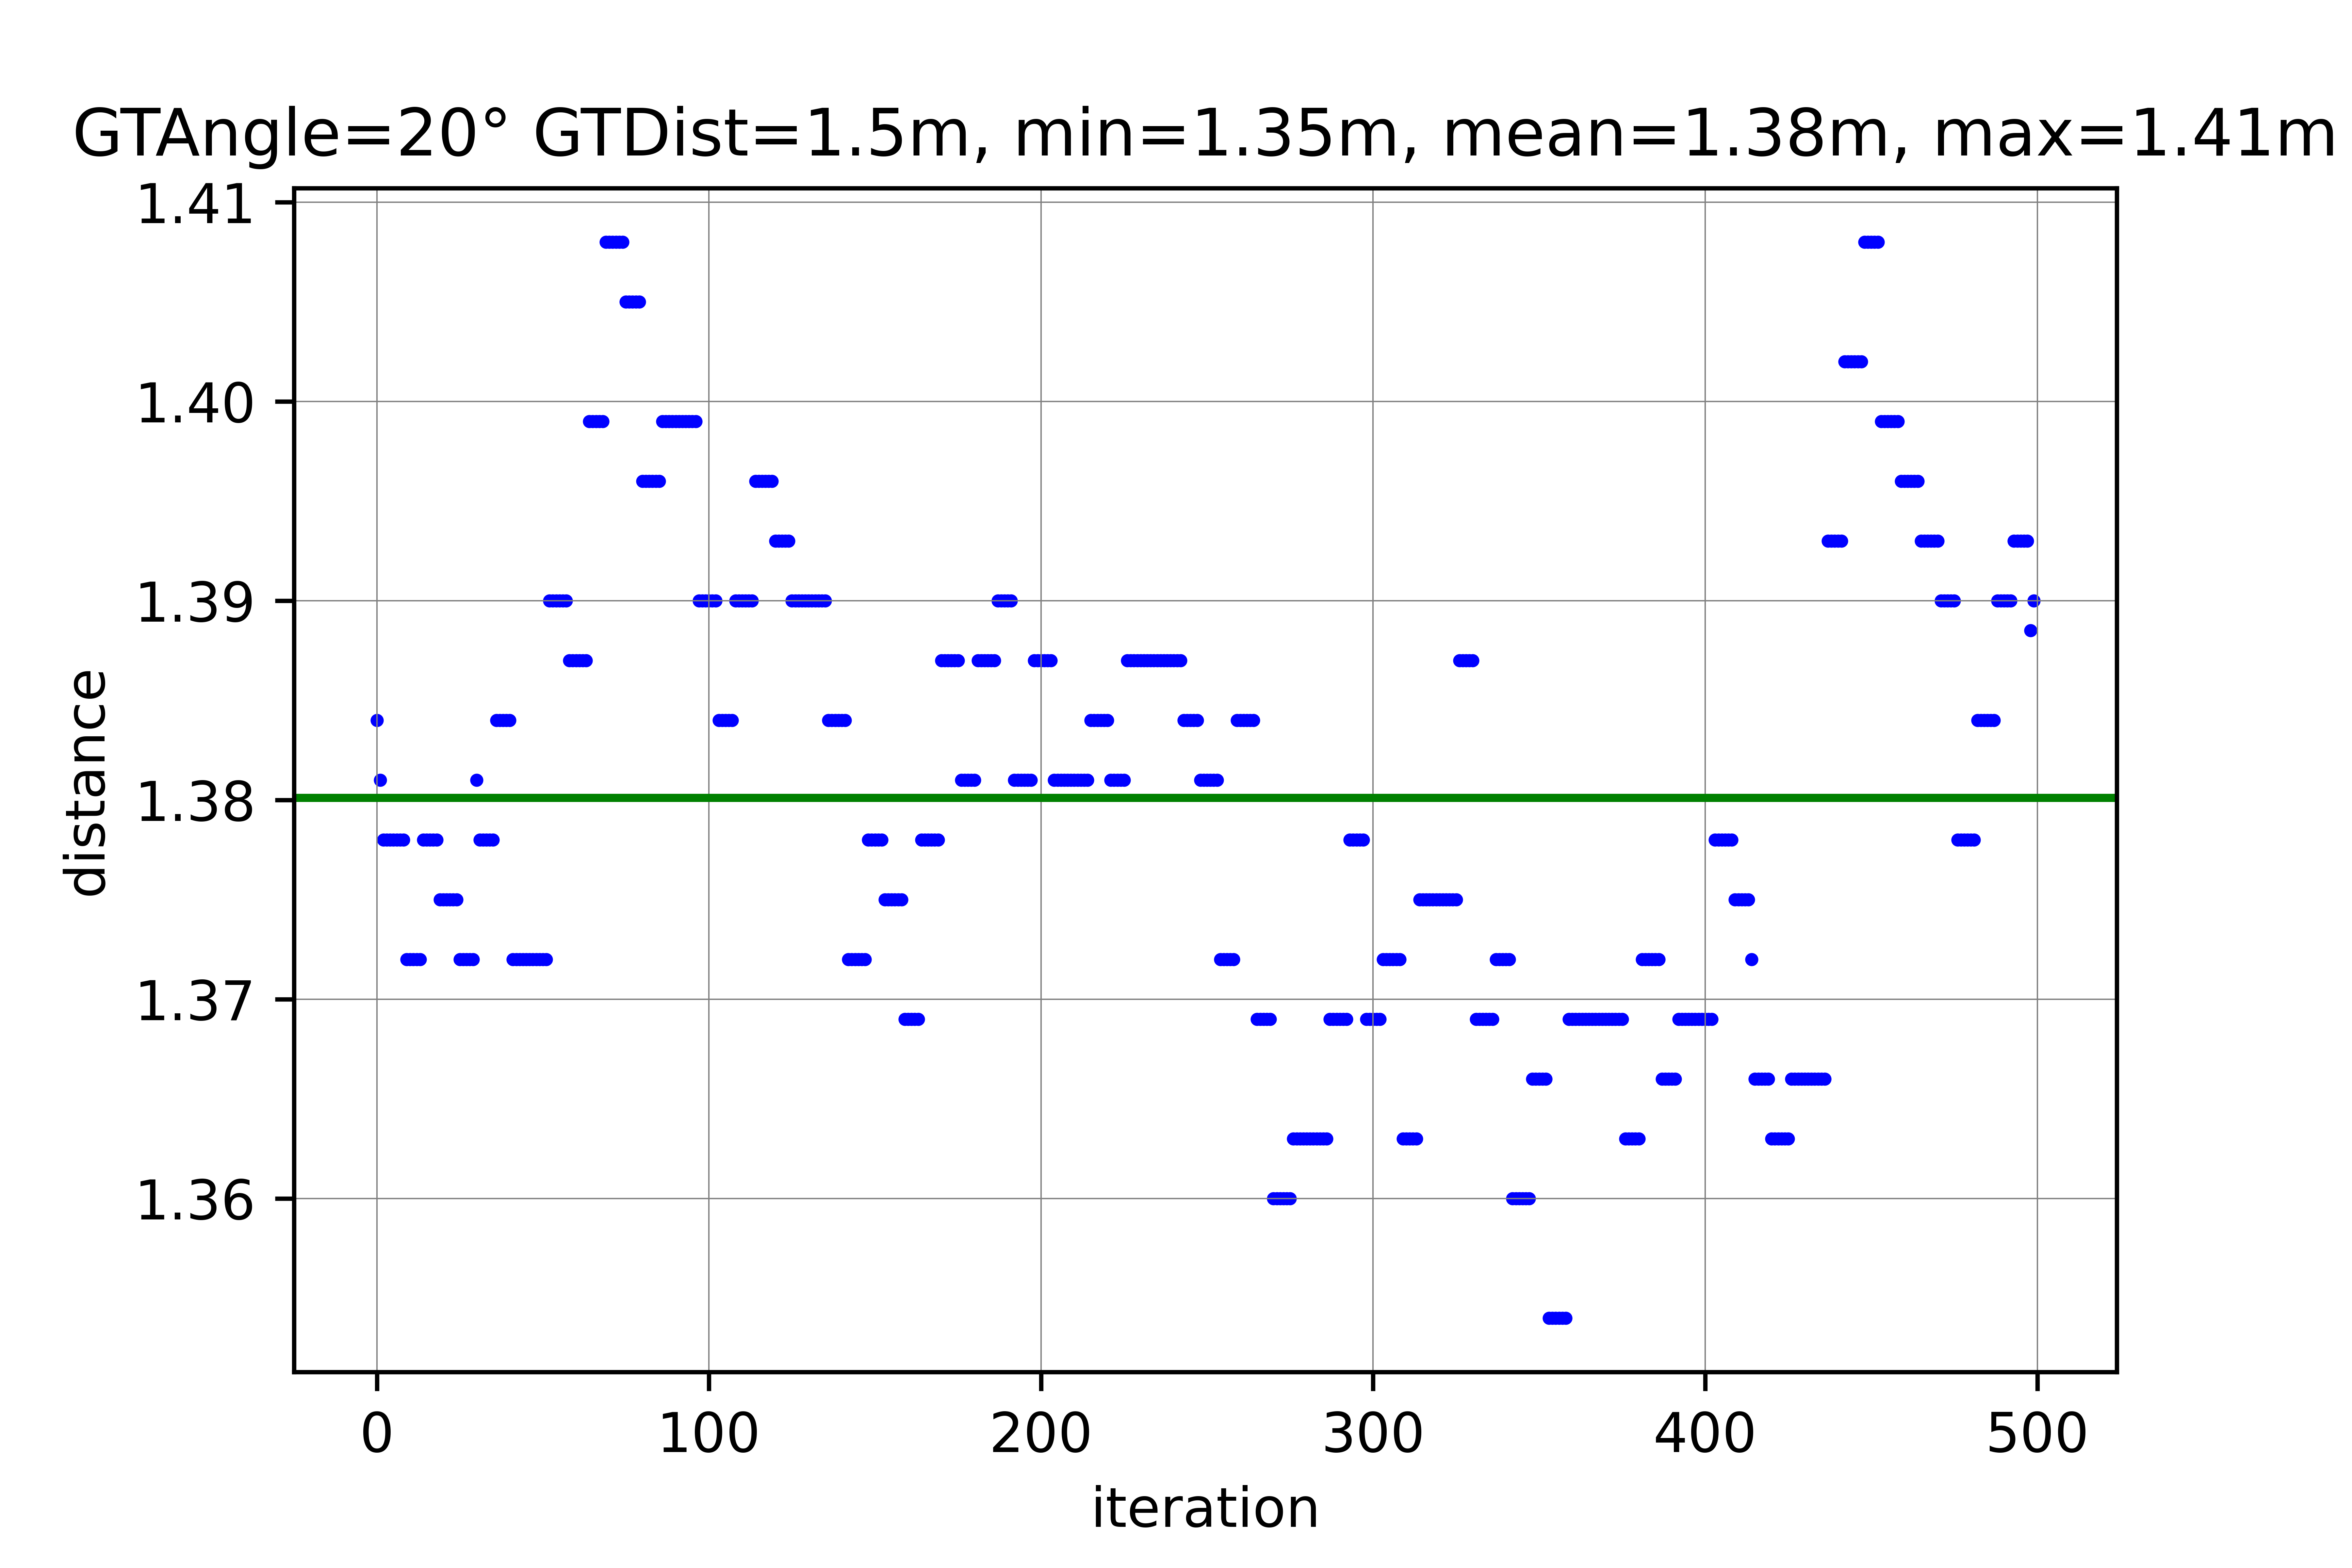 GTAngle=20° GTDist=1.5m, min=1.35m, mean=1.38m, max=1.41m
1.41
1.40
1.39
1.38
1.37
1.36
distance
0 100 200 300 400 500
iteration